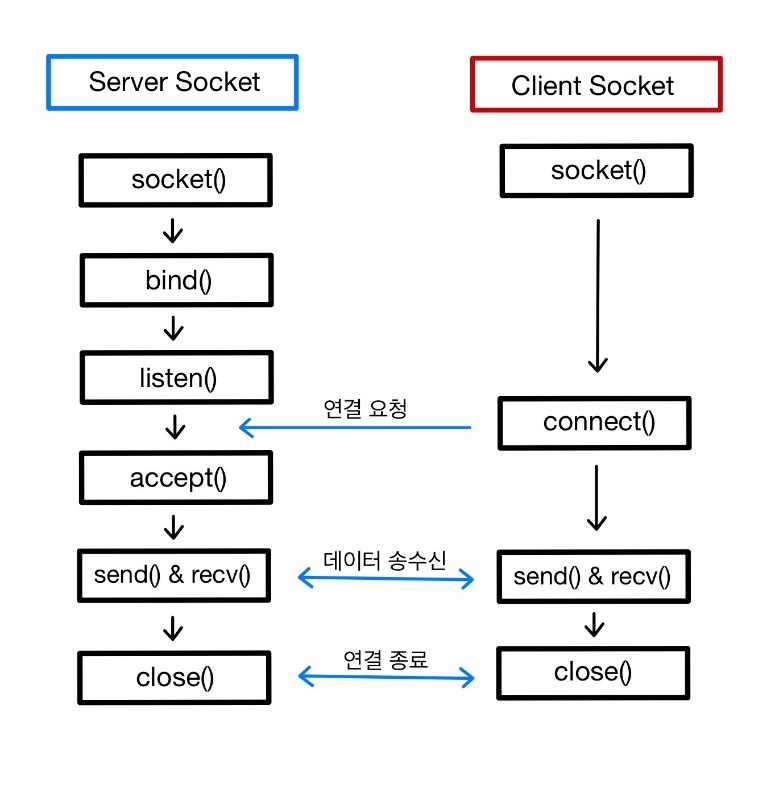 Server Socket
Client Socket
socket()
socket()
bind()
listen()
연결 요청
connect()
accept()
send() & recv()
데이터 송수신
send() & recv()
close()
연결 종료
close()